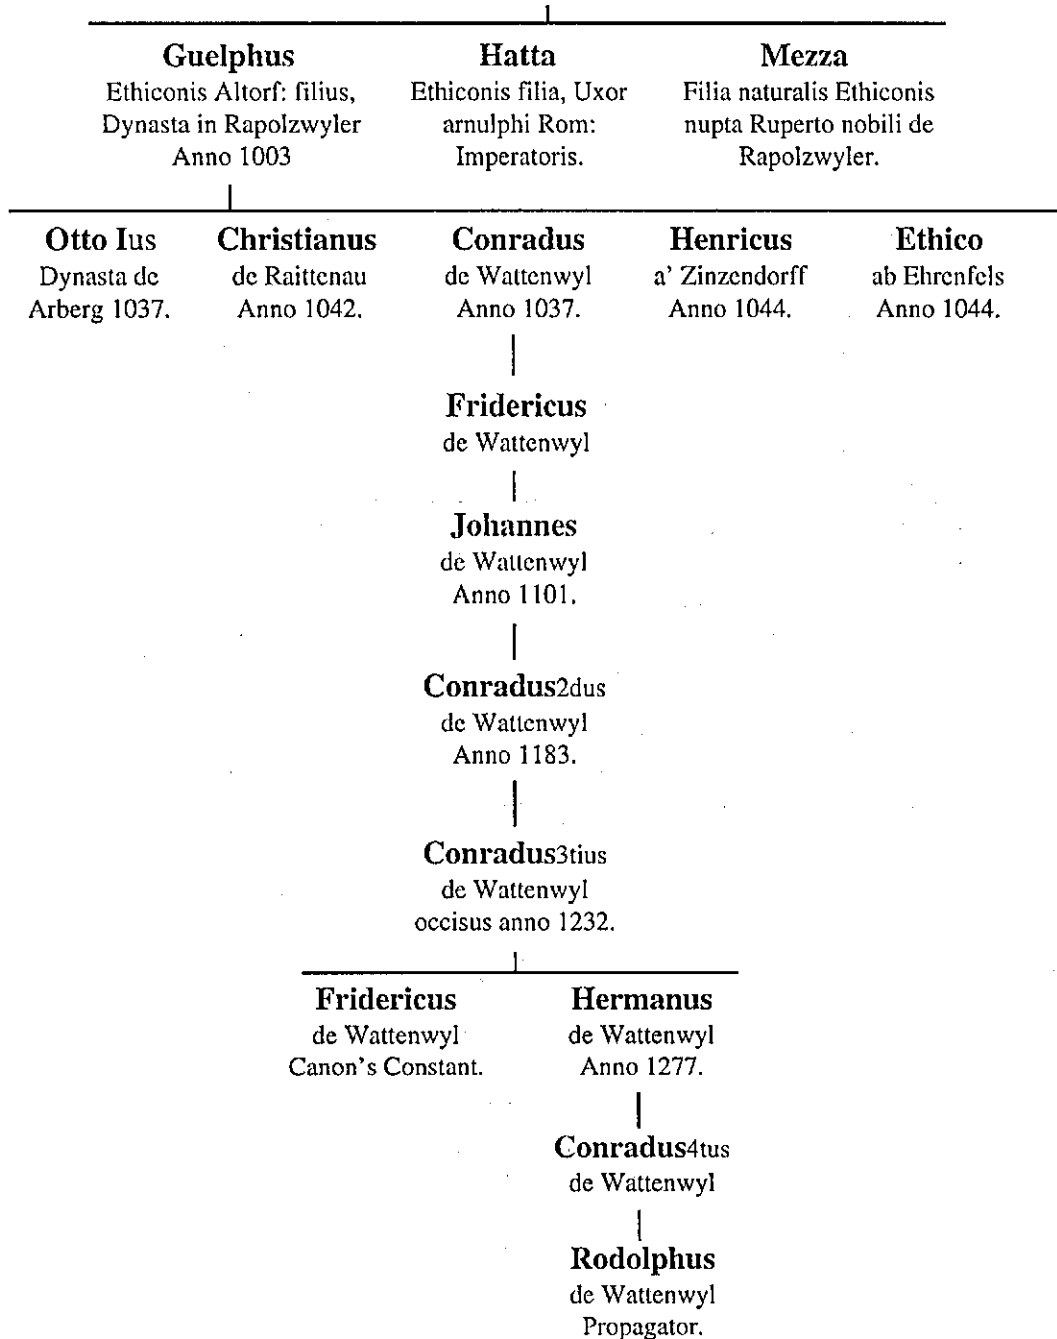 Guelphus
Ethiconis Altorf: filius,
Dynasta in Rapolzwyler
Anno 1003
Hatta
Ethiconis filia, Uxor
arnulphi Rom:
Imperatoris.
Mezza
Filia naturalis Ethiconis
nupta Ruperto nobili de
Rapolzwyler.
Otto Ius
Dynasta de
Arberg 1037.
Christianus
de Raittenau
Anno 1042.
Conradus
de Wattenwyl
Anno 1037.
Henricus
a' Zinzendorff
Anno 1044.
Ethico
ab Ehrenfels
Anno 1044.
Fridericus
de Wattenwyl
Johannes
de Wattenwyl
Anno 1101.
Conradus2dus
de Wattenwyl
Anno 1183.
Conradus3tius
de Wattenwyl
occisus anno 1232.
Fridericus
de Wattenwyl
Canon's Constant.
Hermanus
de Wattenwyl
Anno 1277.
Conradus4tus
de Wattenwyl
Rodolphus
de Wattenwyl
Propagator.